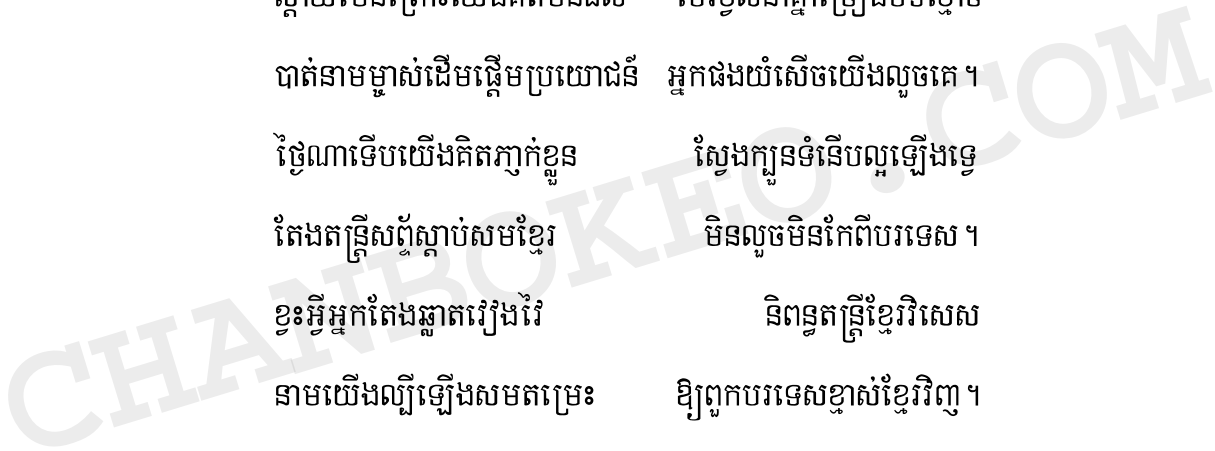 បាត់នាមម្ចាស់ដើមផ្ដើមប្រយោជន៍ អ្នកផងយំសើចយើងលួចគេ។
ថ្ងៃណាទើបយើងគិតភ្ញាក់ខ្លួន ស្វែងក្បួនទំនើបល្អឡើងទ្វេ
តែងតន្ត្រីសព្ទ័ស្ដាប់សមខ្មែរ មិនលួចមិនកែពីបរទេស។
ខ្វះអ្វីអ្នកតែងឆ្លាតវៀងវៃ និពន្ធតន្ត្រីខ្មែរវិសេស
នាមយើងល្បីឡើងសមតម្រេះ ឱ្យពួកបរទេសខ្មាស់ខ្មែរវិញ។
CHANBOKEO.COM